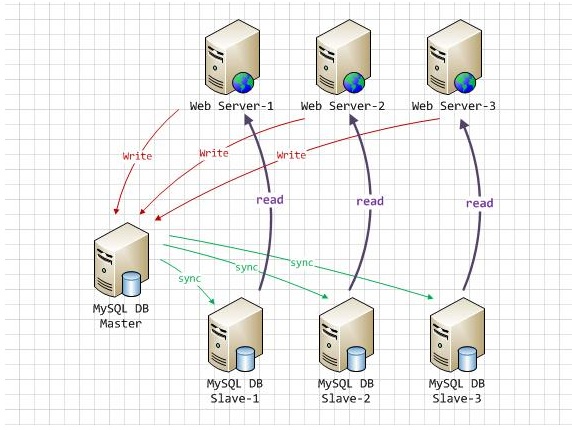 Web Server-1
Web Server-2
Web Server-3
Write
Write
Write
read
read
read
sync
sync
sync
MySQL DB
Master
MySQL DB
Slave-1
MySQL DB
Slave-2
MySQL DB
Slave-3